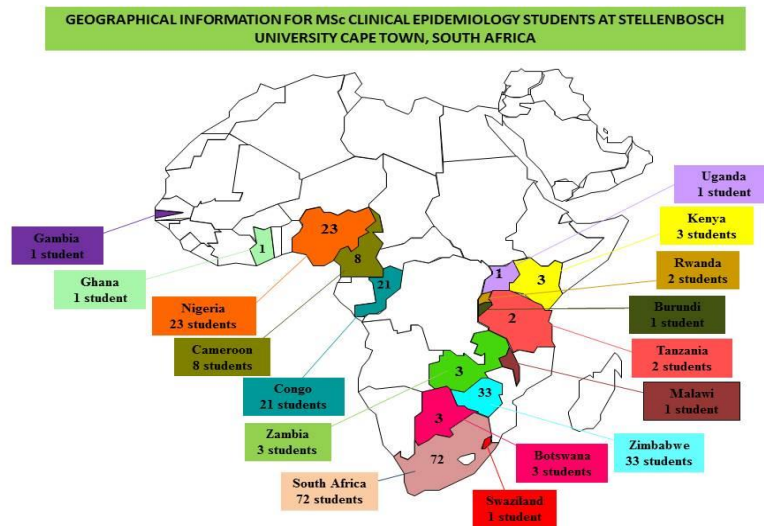 GEOGRAPHICAL INFORMATION FOR MSc CLINICAL EPIDEMIOLOGY STUDENTS AT STELLENBOSCH
UNIVERSITY CAPE TOWN, SOUTH AFRICA
Uganda
1 student
Gambia
1 student
Kenya
3 students
Ghana
1 student
Rwanda
2 students
Nigeria
23 students
Burundi
1 student
Cameroon
8 students
Tanzania
2 students
Congo
21 students
Malawi
1 student
Zambia
3 students
Zimbabwe
33 students
Botswana
3 students
South Africa
72 students
Swaziland
1 student
23
1
8
21
1
3
2
3
33
3
72